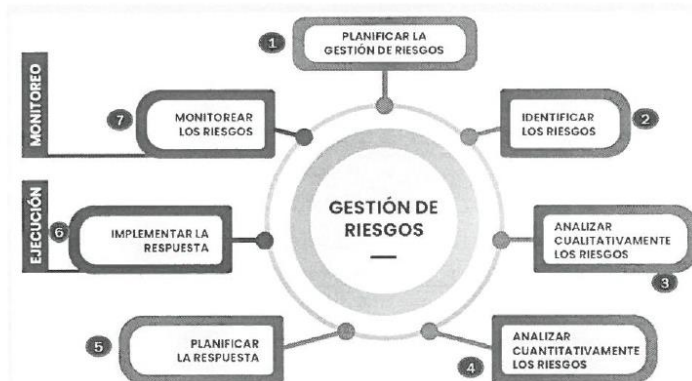 1
PLANIFICAR LA
GESTIÓN DE RIESGOS
2
IDENTIFICAR
LOS RIESGOS
3
ANALIZAR
CUALITATIVAMENTE
LOS RIESGOS
4
ANALIZAR
CUANTITATIVAMENTE
LOS RIESGOS
5
PLANIFICAR
LA RESPUESTA
EJECUCIÓN
6
IMPLEMENTAR LA
RESPUESTA
MONITOREO
7
MONITOREAR
LOS RIESGOS
GESTIÓN DE
RIESGOS